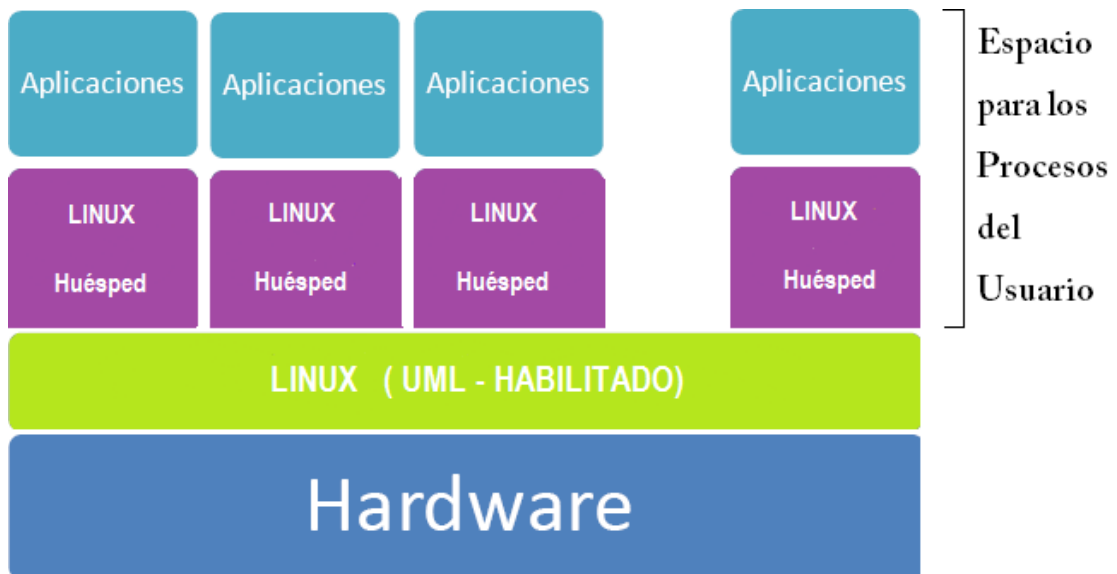 Aplicaciones
Aplicaciones
Aplicaciones
Aplicaciones
LINUX
Huésped
LINUX
Huésped
LINUX
Huésped
LINUX
Huésped
LINUX ( UML - HABILITADO)
Hardware
Espacio
para los
Procesos
del
Usuario